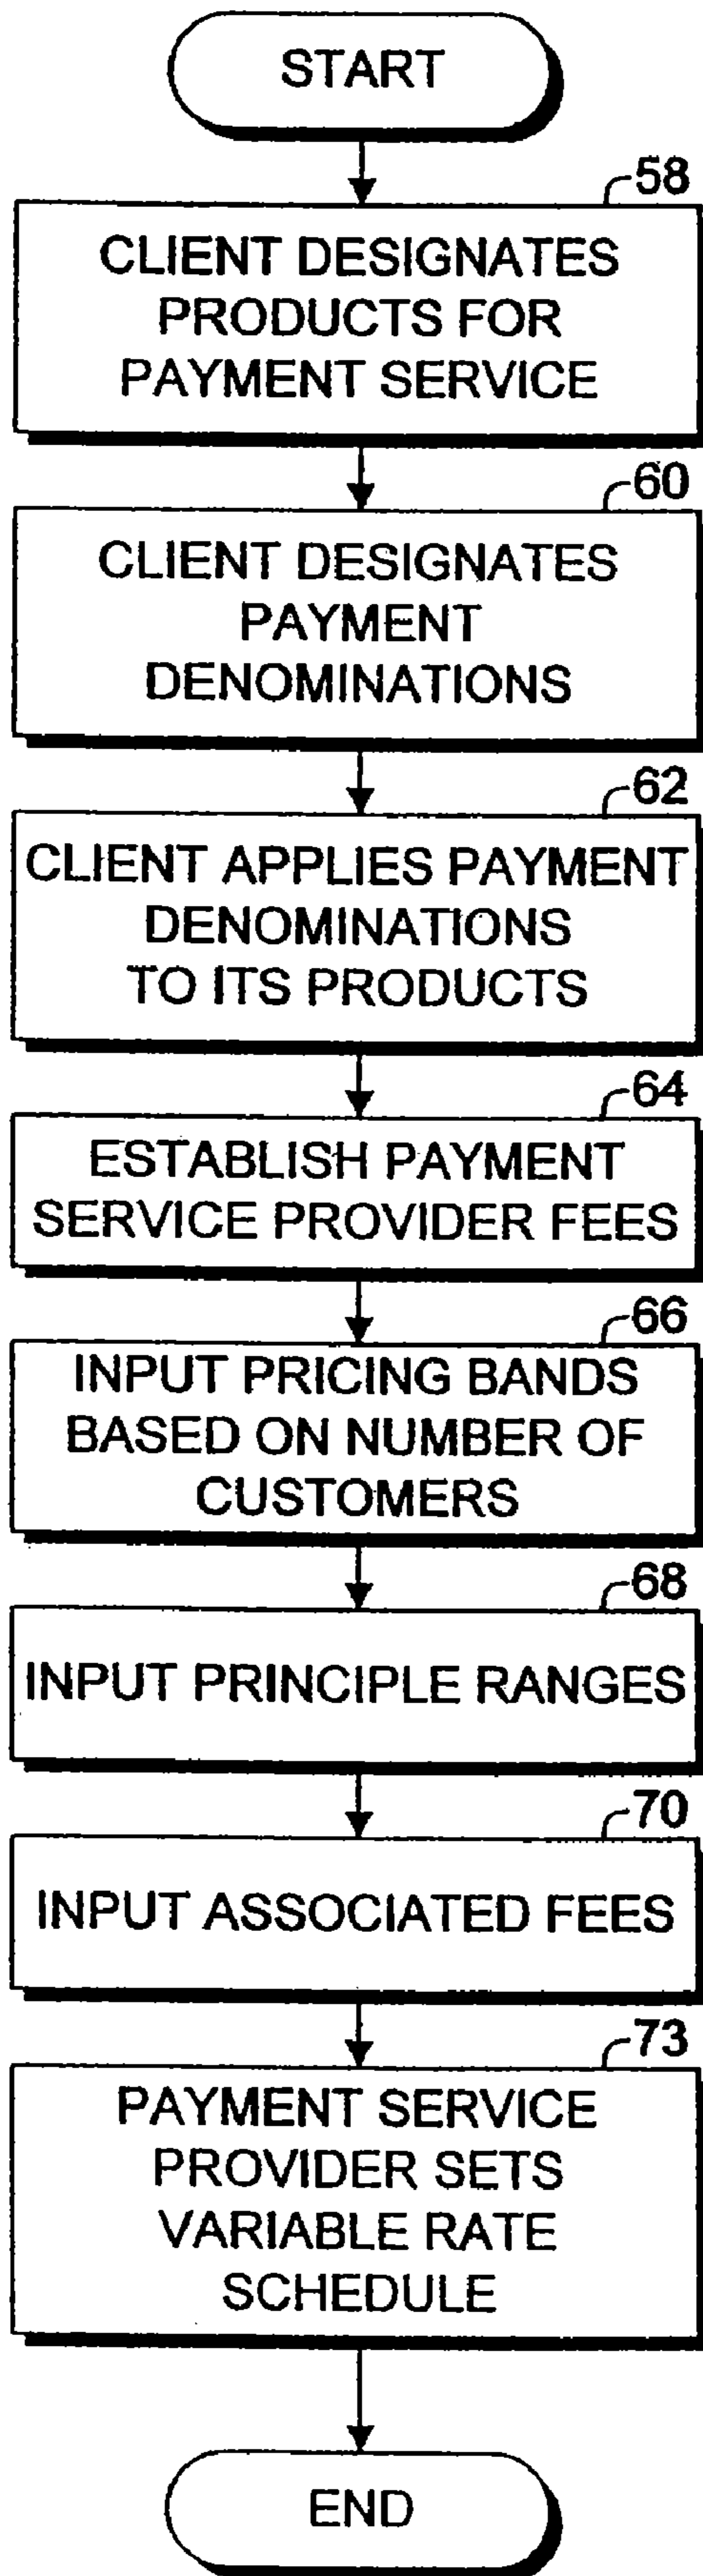 START
58
CLIENT DESIGNATES
PRODUCTS FOR
PAYMENT SERVICE
60
CLIENT DESIGNATES
PAYMENT
DENOMINATIONS
62
CLIENT APPLIES PAYMENT
DENOMINATIONS
TO ITS PRODUCTS
64
ESTABLISH PAYMENT
SERVICE PROVIDER FEES
66
INPUT PRICING BANDS
BASED ON NUMBER OF
CUSTOMERS
68
INPUT PRINCIPLE RANGES
70
INPUT ASSOCIATED FEES
73
PAYMENT SERVICE
PROVIDER SETS
VARIABLE RATE
SCHEDULE
END